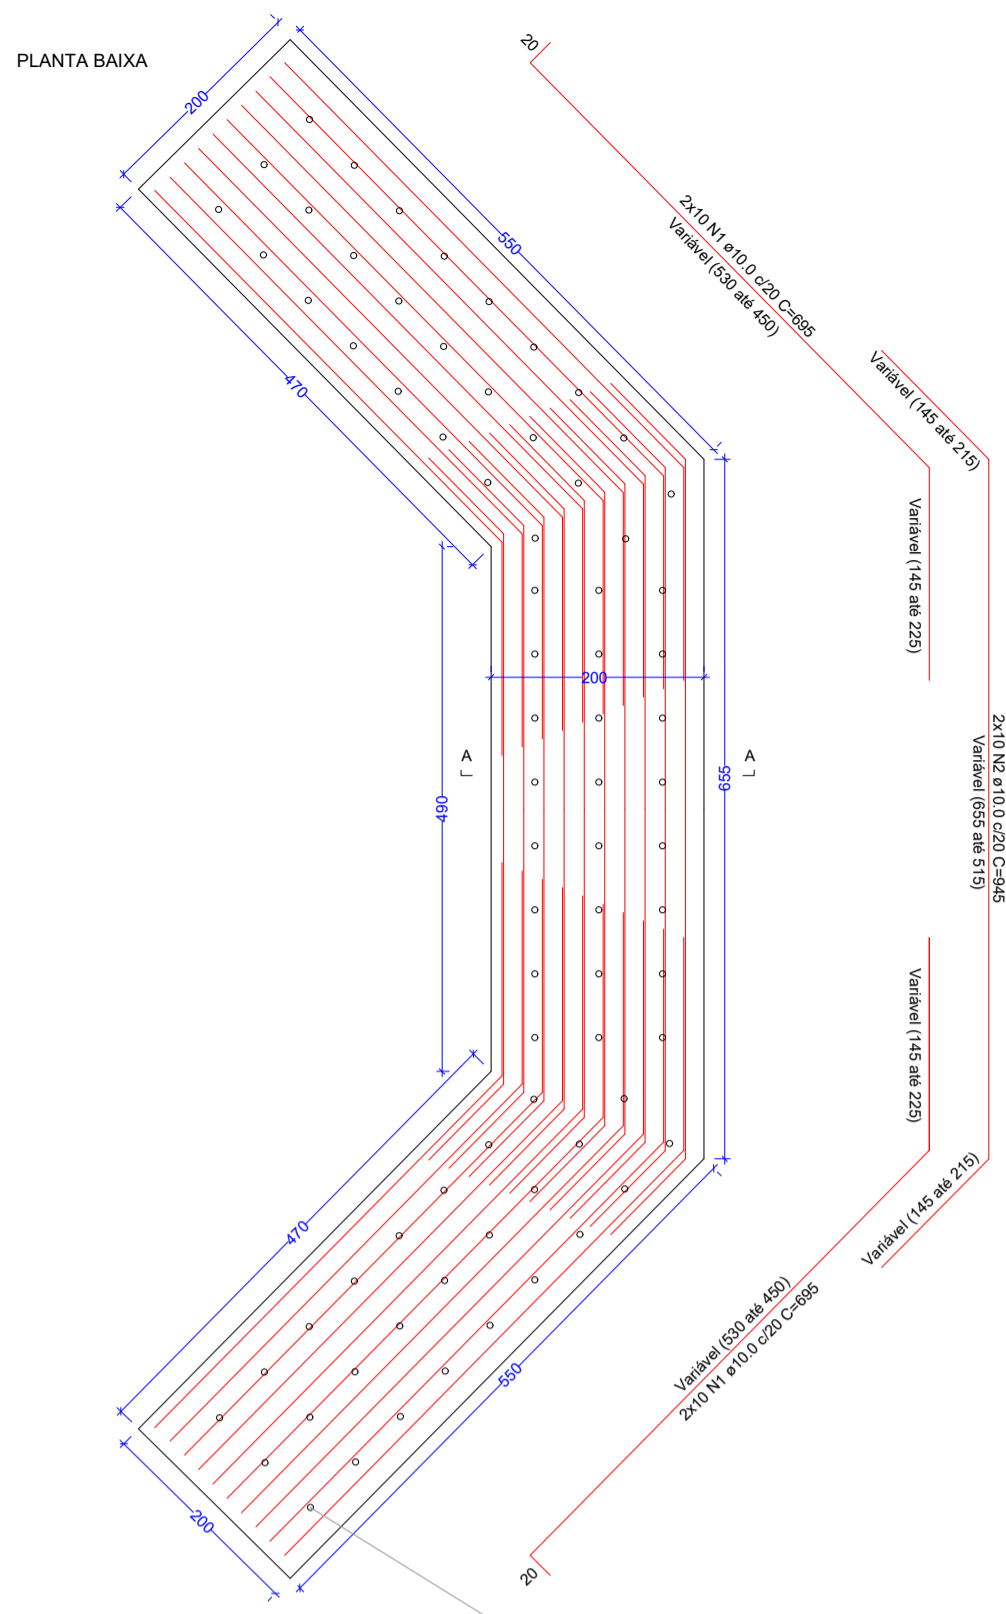 PLANTA BAIXA
200
550
470
20
2x10 N1 ø10.0 c/20 C=695
Variável (530 até 450)
Variável (145 até 215)
Variável (145 até 225)
200
A
A
655
490
2x10 N2 ø10.0 c/20 C=945
Variável (655 até 515)
Variável (145 até 225)
Variável (145 até 215)
470
550
Variável (530 até 450)
2x10 N1 ø10.0 c/20 C=695
200
20